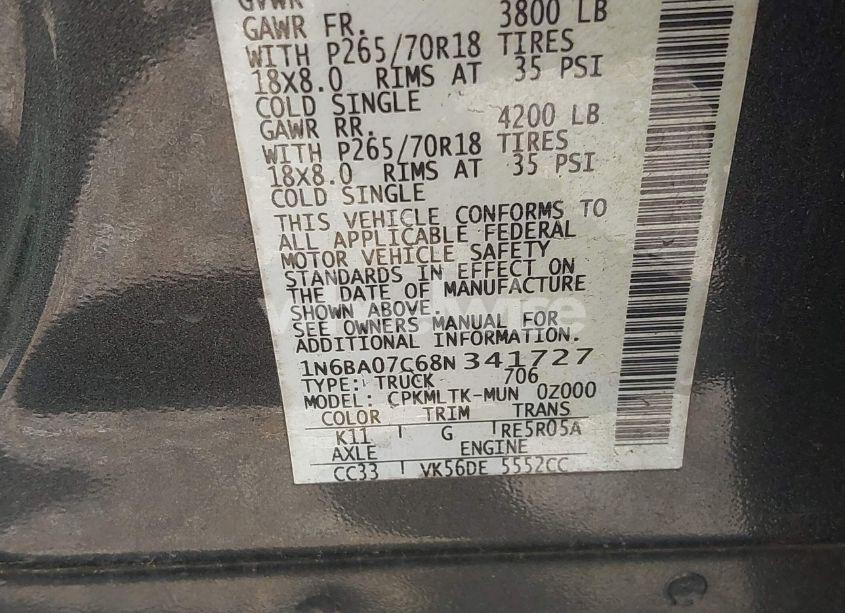 GVWR
GAWR FR. 3800 LB
WITH P265/70R18 TIRES
18X8.0 RIMS AT 35 PSI
COLD SINGLE
GAWR RR. 4200 LB
WITH P265/70R18 TIRES
18X8.0 RIMS AT 35 PSI
COLD SINGLE
THIS VEHICLE CONFORMS TO
ALL APPLICABLE FEDERAL
MOTOR VEHICLE SAFETY
STANDARDS IN EFFECT ON
THE DATE OF MANUFACTURE
SHOWN ABOVE.
SEE OWNERS MANUAL FOR
ADDITIONAL INFORMATION.
1N6BA07C68N341727
TYPE: TRUCK 706
MODEL: CPKMLTK-MUN 0Z000
COLOR TRIM TRANS
K11 G RE5R05A
AXLE ENGINE
CC33 VK56DE 5552CC